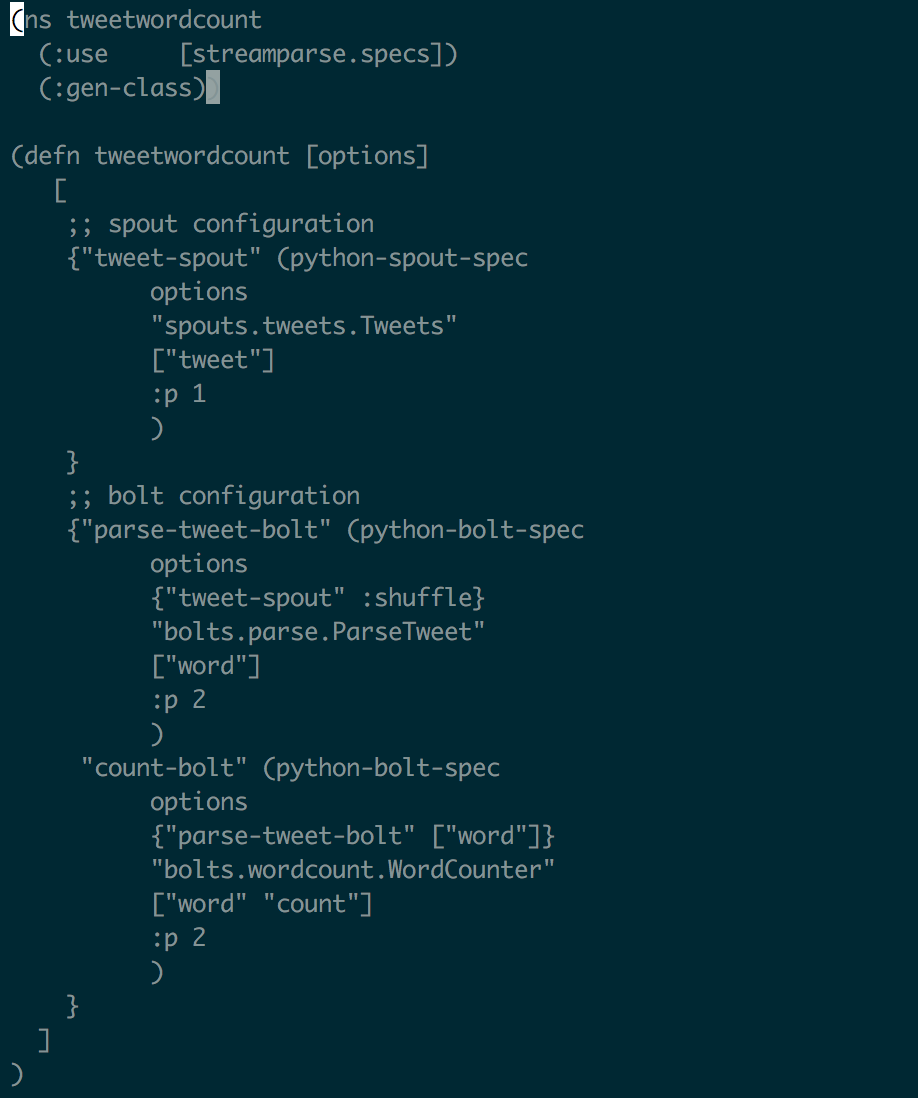 (ns tweetwordcount
  (:use     [streamparse.specs])
  (:gen-class))

(defn tweetwordcount [options]
   [
    ;; spout configuration
    {"tweet-spout" (python-spout-spec
          options
          "spouts.tweets.Tweets"
          ["tweet"]
          :p 1
          )
    }
    ;; bolt configuration
    {"parse-tweet-bolt" (python-bolt-spec
          options
          {"tweet-spout" :shuffle}
          "bolts.parse.ParseTweet"
          ["word"]
          :p 2
          )
     "count-bolt" (python-bolt-spec
          options
          {"parse-tweet-bolt" ["word"]}
          "bolts.wordcount.WordCounter"
          ["word" "count"]
          :p 2
          )
    }
  ]
)